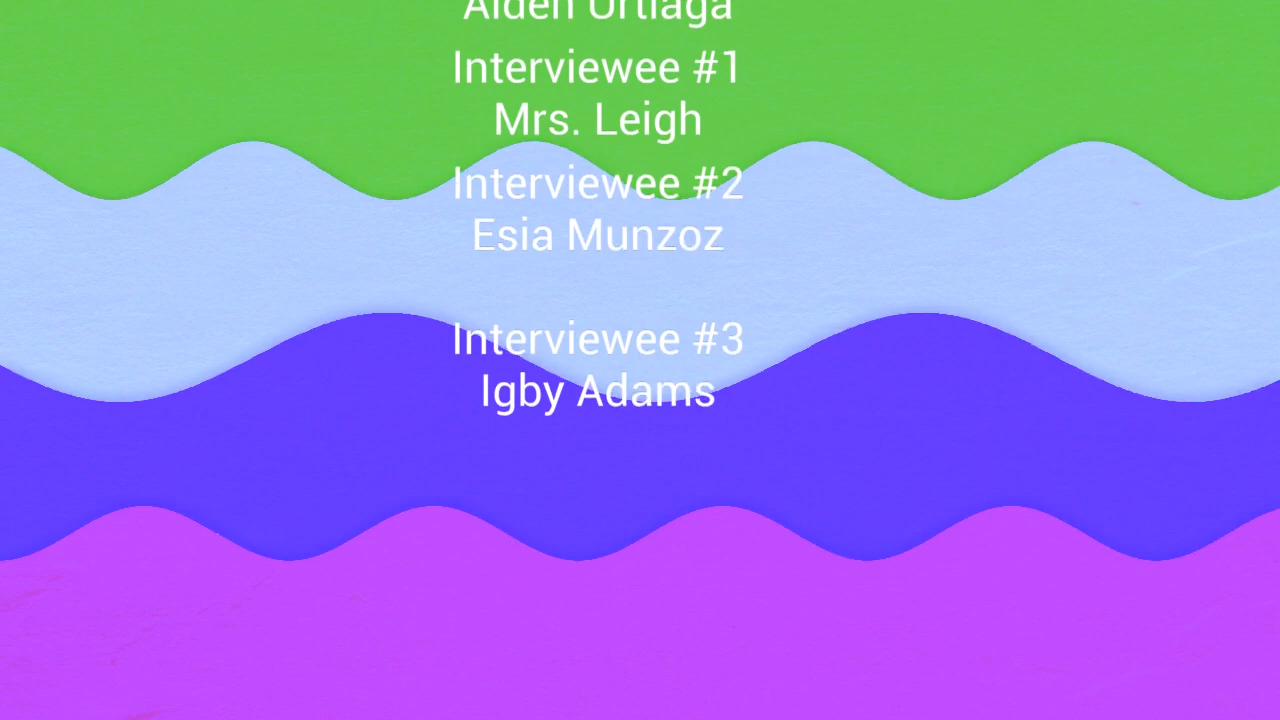 Aiden Ortiaga
Interviewee #1
Mrs. Leigh
Interviewee #2
Esia Munzoz
Interviewee #3
Igby Adams